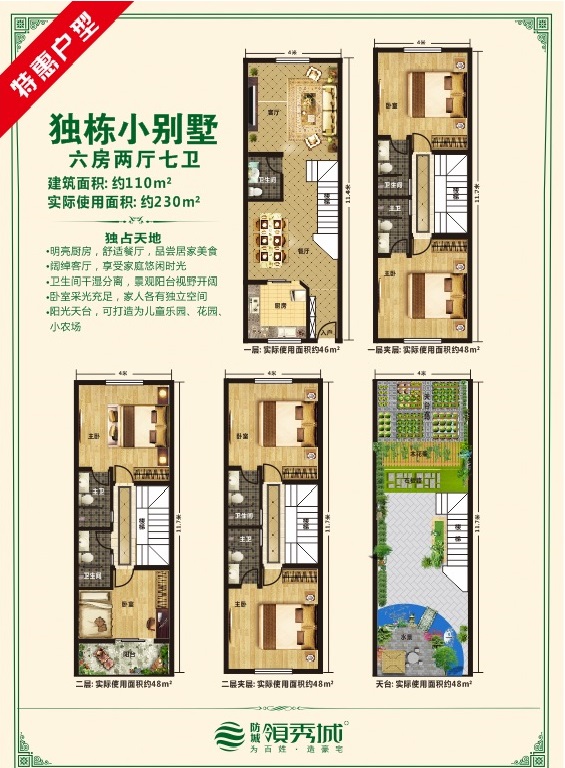 特惠户型
独栋小别墅
六房两厅七卫
建筑面积: 约110m²
实际使用面积: 约230m²
独占天地
·明亮厨房，舒适餐厅，品尝居家美食
·阔绰客厅，享受家庭悠闲时光
·卫生间干湿分离，景观阳台视野开阔
·卧室采光充足，家人各有独立空间
·阳光天台，可打造为儿童乐园、花园、
小农场
4米
客厅
卫生间
楼梯
11.4米
餐厅
厨房
入户
一层: 实际使用面积约46m²
4米
卧室
卫生间
主卫
楼梯
11.7米
主卧
一层夹层: 实际使用面积约48m²
4米
主卧
主卫
楼梯
11.7米
卫生间
卧室
阳台
二层: 实际使用面积约48m²
4米
卧室
卫生间
主卫
楼梯
11.7米
主卧
二层夹层: 实际使用面积约48m²
4米
楼梯
11.7米
水景
天台: 实际使用面积约48m²
防城
领秀城
为百姓·造豪宅